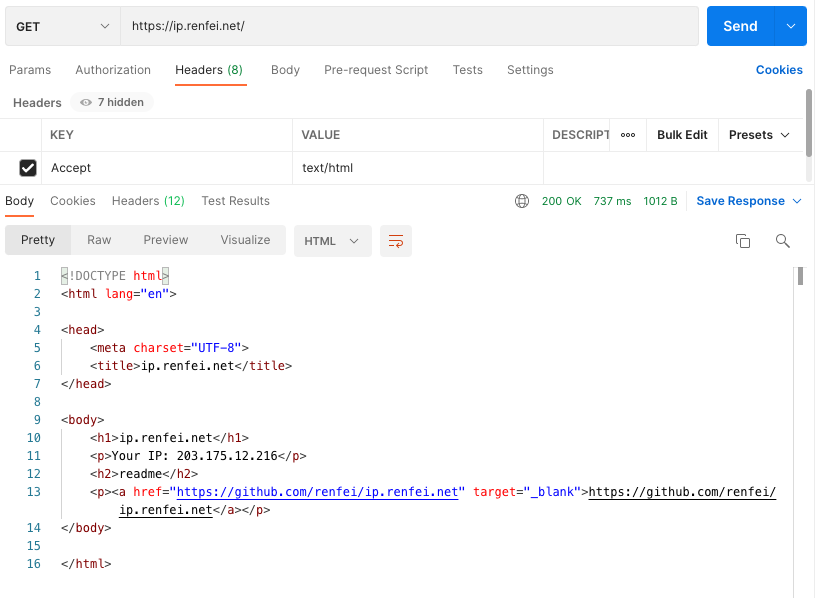 GET https://ip.renfei.net/ Send
Params Authorization Headers (8) Body Pre-request Script Tests Settings Cookies
Headers 7 hidden
KEY VALUE DESCRIPT ooo Bulk Edit Presets
Accept text/html
Body Cookies Headers (12) Test Results 200 OK 737 ms 1012 B Save Response
Pretty Raw Preview Visualize HTML
1 <!DOCTYPE html>
2 <html lang="en">
3
4 <head>
5 <meta charset="UTF-8">
6 <title>ip.renfei.net</title>
7 </head>
8
9 <body>
10 <h1>ip.renfei.net</h1>
11 <p>Your IP: 203.175.12.216</p>
12 <h2>readme</h2>
13 <p><a href="https://github.com/renfei/ip.renfei.net" target="_blank">https://github.com/renfei/
ip.renfei.net</a></p>
14 </body>
15
16 </html>